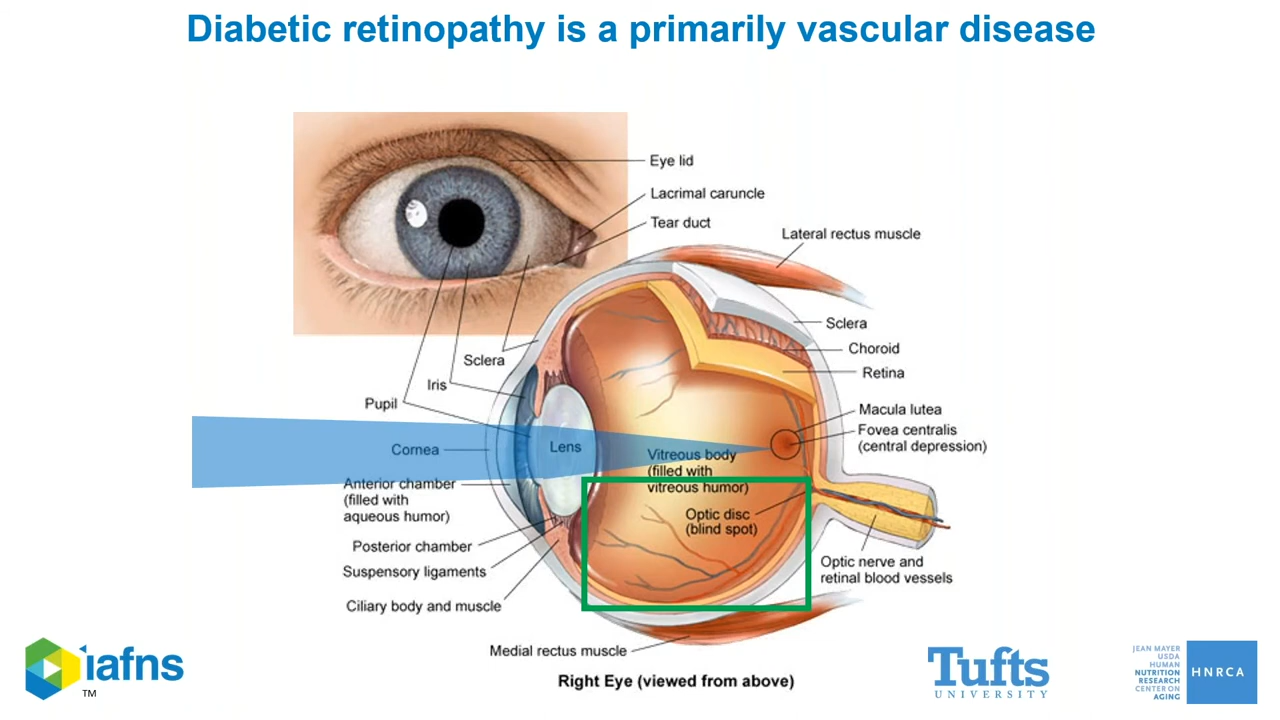 Diabetic retinopathy is a primarily vascular disease
Eye lid
Lacrimal caruncle
Tear duct
Lateral rectus muscle
Sclera
Choroid
Retina
Sclera
Iris
Pupil
Macula lutea
Fovea centralis
(central depression)
Cornea
Lens
Vitreous body
(filled with
vitreous humor)
Anterior chamber
(filled with
aqueous humor)
Optic disc
(blind spot)
Posterior chamber
Suspensory ligaments
Ciliary body and muscle
Optic nerve and
retinal blood vessels
Medial rectus muscle
Right Eye (viewed from above)
iafns
TM
Tufts
UNIVERSITY
JEAN MAYER
USDA
HUMAN
NUTRITION
RESEARCH
CENTER ON
AGING
HNRCA